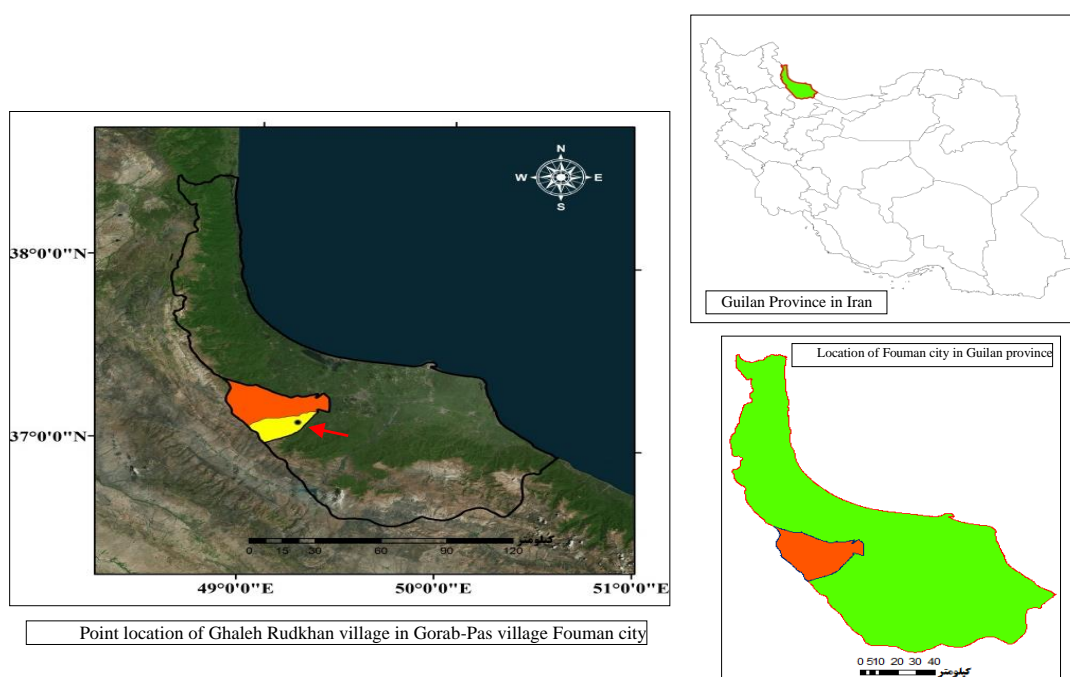 N
W E
S
38°0'0"N
37°0'0"N
0 15 30 60 90 120
کیلومتر
49°0'0"E 50°0'0"E 51°0'0"E
Point location of Ghaleh Rudkhan village in Gorab-Pas village Fouman city
Guilan Province in Iran
Location of Fouman city in Guilan province
0 510 20 30 40
کیلومتر